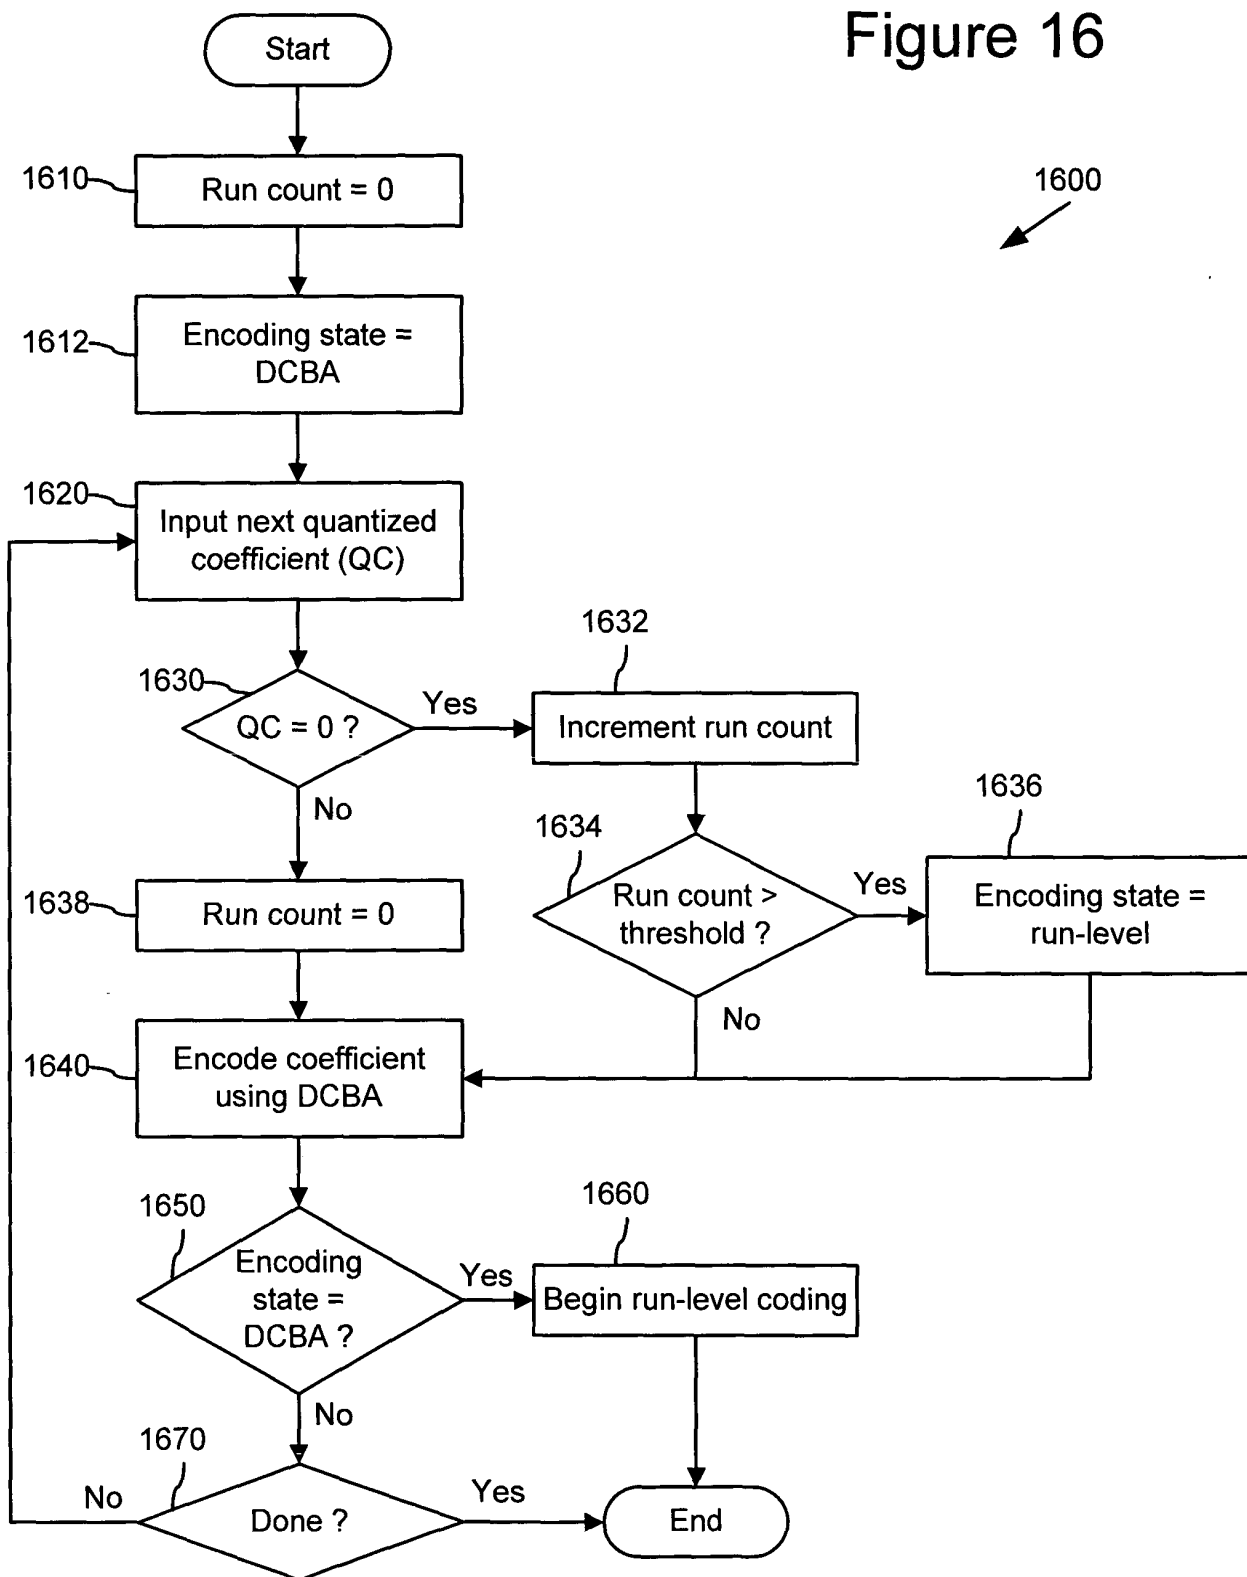 Figure 16
Start
1600
1610
Run count = 0
1612
Encoding state =
DCBA
1620
Input next quantized
coefficient (QC)
1630
QC = 0 ?
Yes
No
1632
Increment run count
1634
Run count >
threshold ?
Yes
No
1636
Encoding state =
run-level
1638
Run count = 0
1640
Encode coefficient
using DCBA
1650
Encoding
state =
DCBA ?
Yes
No
1660
Begin run-level coding
1670
Done ?
No
Yes
End